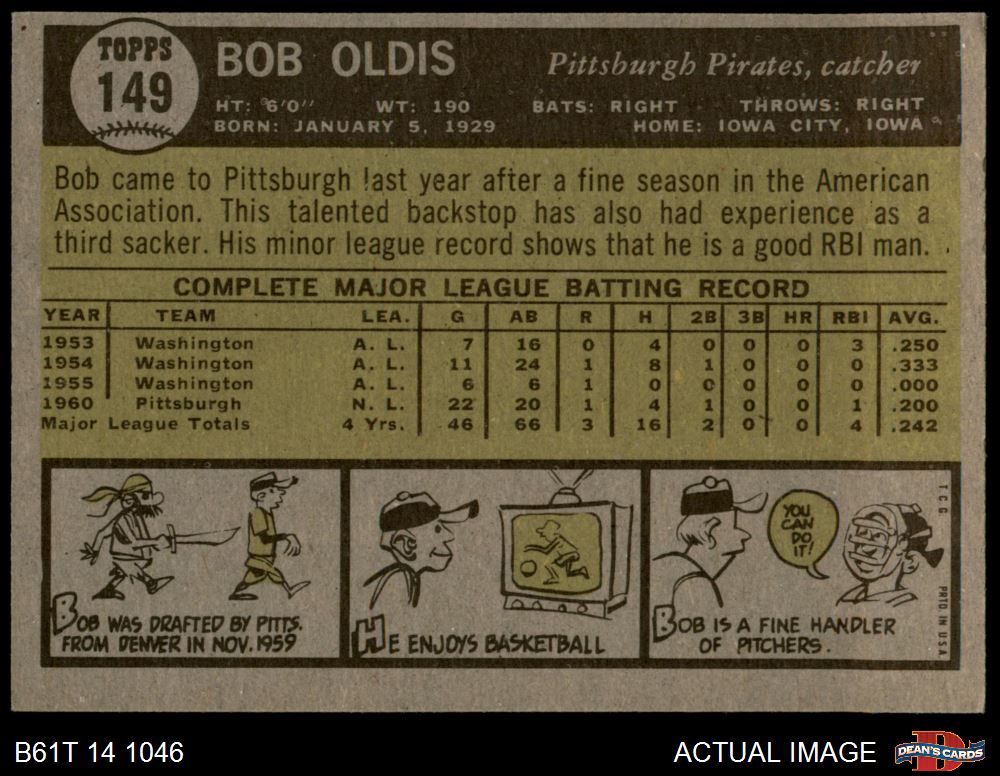 TOPPS
149
BOB OLDIS
Pittsburgh Pirates, catcher
HT: 6'0" WT: 190 BATS: RIGHT THROWS: RIGHT
BORN: JANUARY 5, 1929 HOME: IOWA CITY, IOWA
Bob came to Pittsburgh last year after a fine season in the American
Association. This talented backstop has also had experience as a
third sacker. His minor league record shows that he is a good RBI man.
COMPLETE MAJOR LEAGUE BATTING RECORD
YEAR TEAM LEA. G AB R H 2B 3B HR RBI AVG.
1953 Washington A. L. 7 16 0 4 0 0 0 3 .250
1954 Washington A. L. 11 24 1 8 1 0 0 0 .333
1955 Washington A. L. 6 6 1 0 0 0 0 0 .000
1960 Pittsburgh N. L. 22 20 1 4 1 0 0 1 .200
Major League Totals 4 Yrs. 46 66 3 16 2 0 0 4 .242
BOB WAS DRAFTED BY PITTS.
FROM DENVER IN NOV. 1959
HE ENJOYS BASKETBALL
YOU
CAN
DO
IT!
BOB IS A FINE HANDLER
OF PITCHERS.
T.C.G. PRTD. IN U.S.A.
B61T 14 1046
ACTUAL IMAGE
DEAN'S CARDS